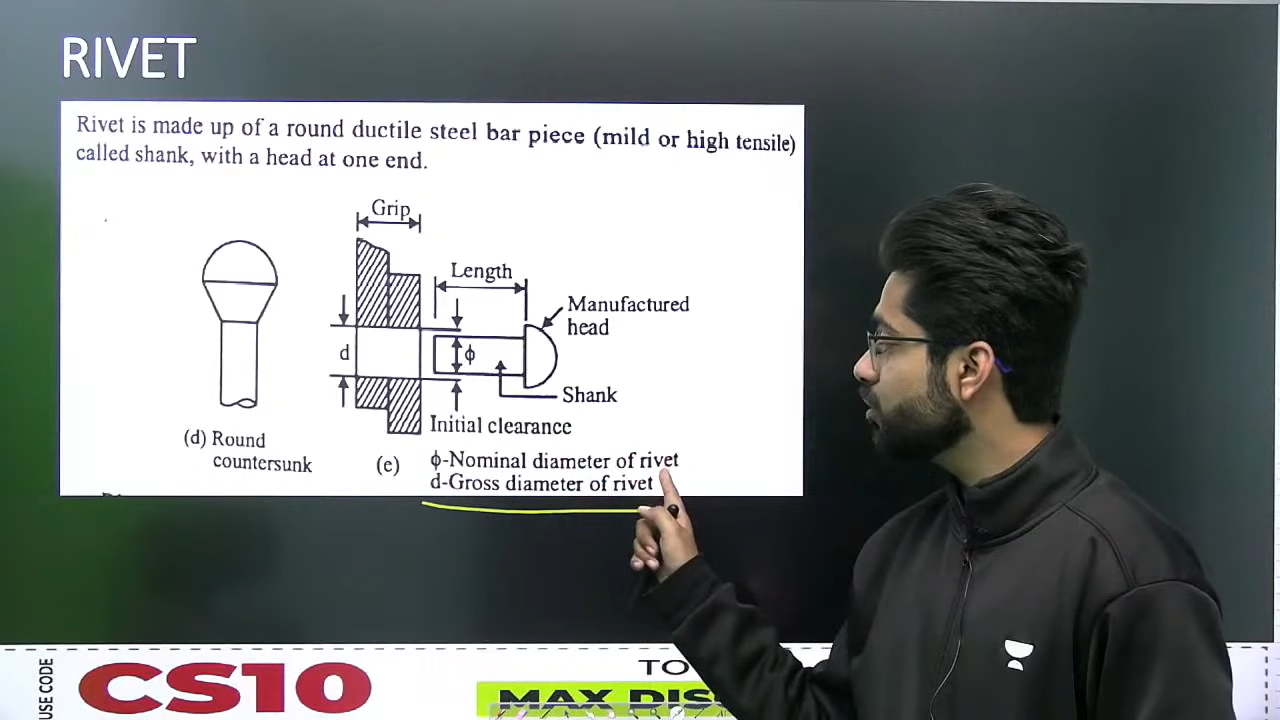 RIVET
Rivet is made up of a round ductile steel bar piece (mild or high tensile)
called shank, with a head at one end.
Grip
Length
Manufactured
head
d
ϕ
Shank
Initial clearance
(d) Round
countersunk
(e)
ϕ-Nominal diameter of rivet
d-Gross diameter of rivet
USE CODE
CS10
TO
MAX DIS